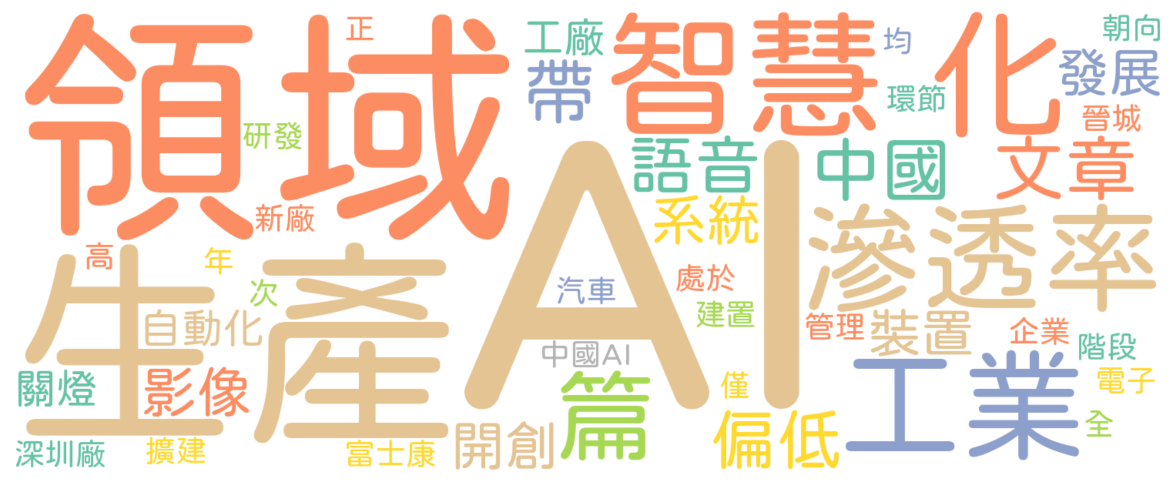 領域
正
工廠
帶
智慧化
均
朝向
發展
環節
晉城
研發
語音
中國
文章
新廠
系統
滲透率
AI
高
年
生產
次
自動化
汽車
處於
建置
管理
裝置
企業
階段
中國AI
關燈
影像
篇
僅
工業
電子
全
深圳廠
擴建
富士康
開創
偏低